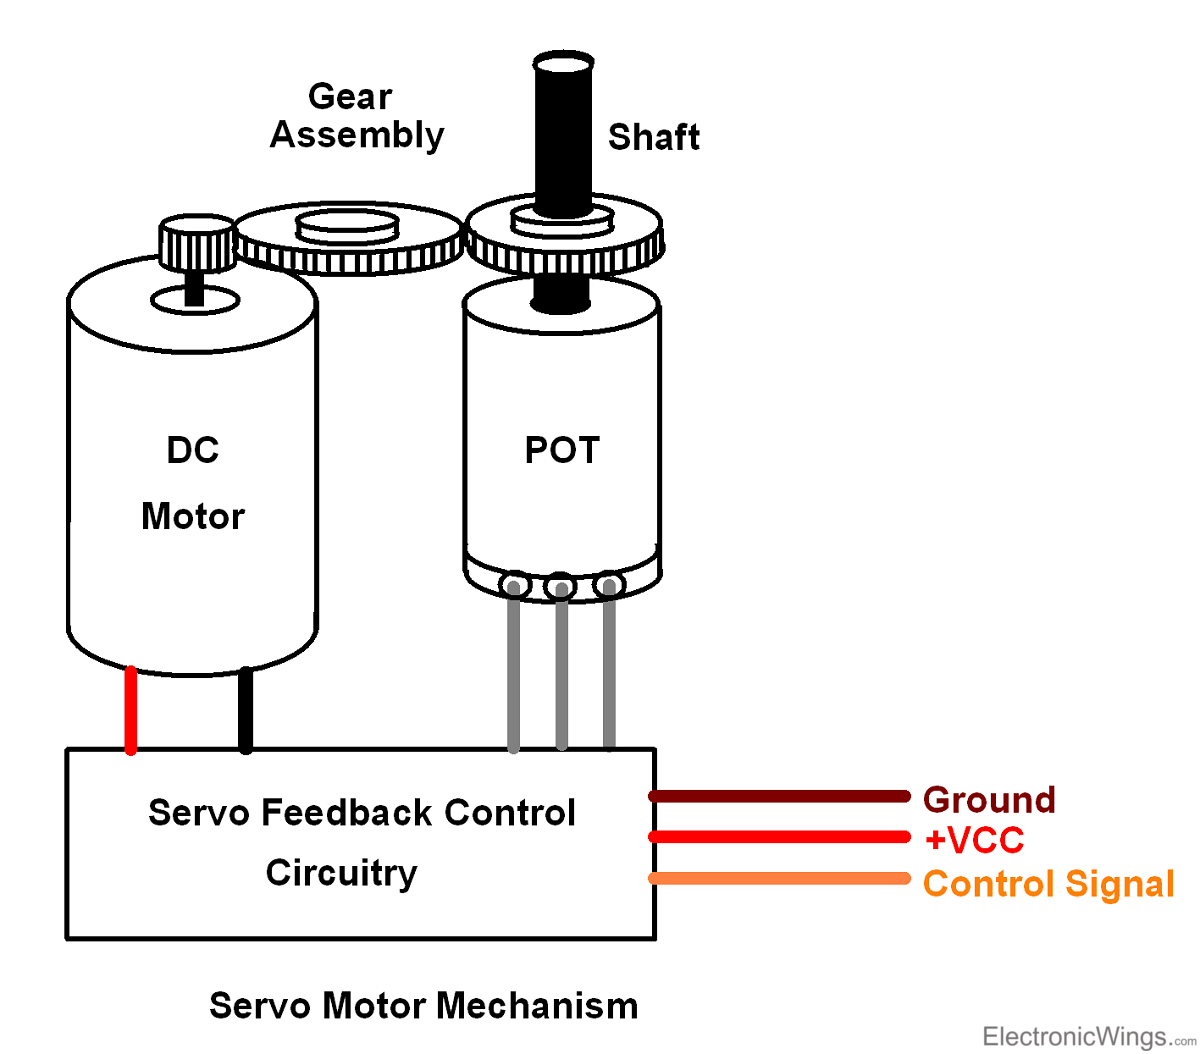 Gear
Assembly
Shaft
DC
Motor
POT
Servo Feedback Control
Circuitry
Ground
+VCC
Control Signal
Servo Motor Mechanism
ElectronicWings.com